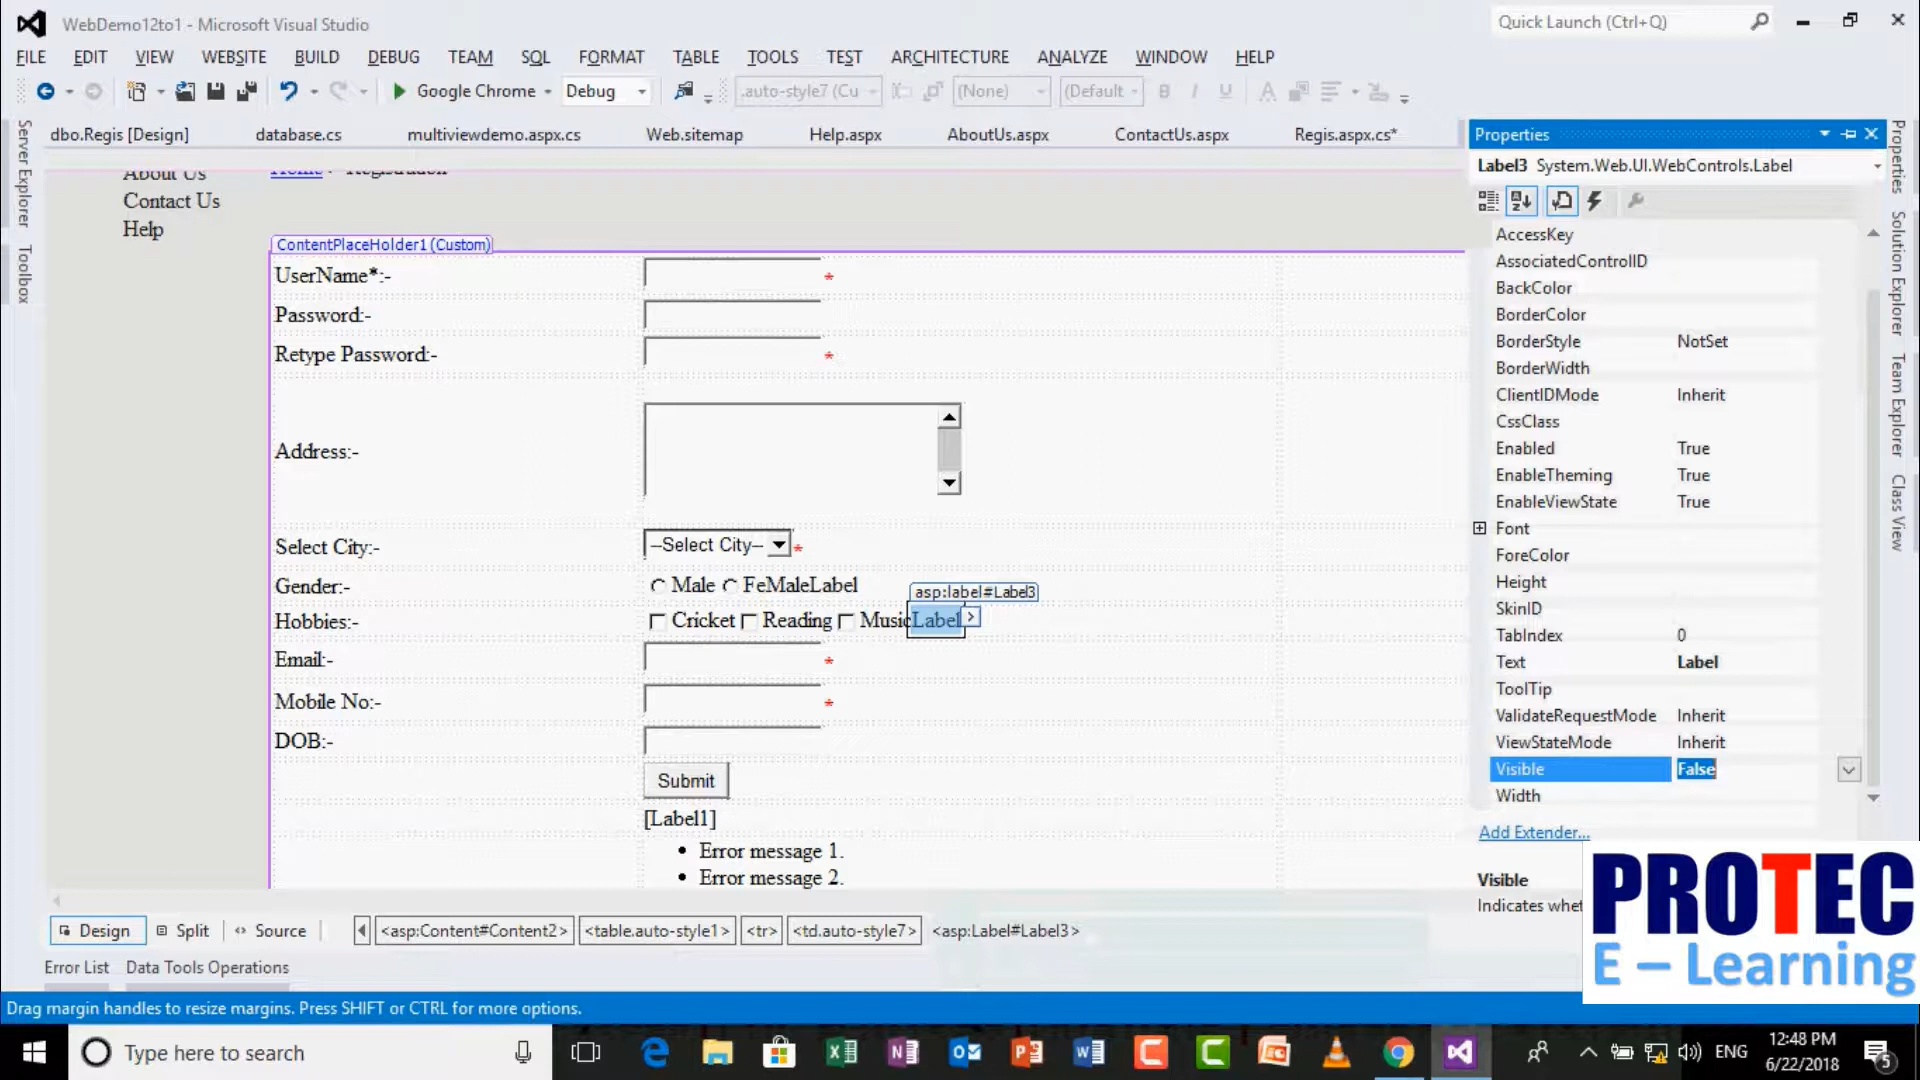 WebDemo12to1 - Microsoft Visual Studio
Quick Launch (Ctrl+Q)
FILE EDIT VIEW WEBSITE BUILD DEBUG TEAM SQL FORMAT TABLE TOOLS TEST ARCHITECTURE ANALYZE WINDOW HELP
Google Chrome Debug .auto-style7 (Cu (None) (Default
dbo.Regis [Design] database.cs multiviewdemo.aspx.cs Web.sitemap Help.aspx AboutUs.aspx ContactUs.aspx Regis.aspx.cs*
Server Explorer
Toolbox
About Us
Contact Us
Help
Home Registration
ContentPlaceHolder1 (Custom)
UserName*:- *
Password:-
Retype Password:- *
Address:-
Select City:- --Select City-- *
Gender:- Male FeMaleLabel
asp:label#Label3
Hobbies:- Cricket Reading MusicLabel
Email:- *
Mobile No:- *
DOB:-
Submit
[Label1]
• Error message 1.
• Error message 2.
Properties
Label3 System.Web.UI.WebControls.Label
AccessKey
AssociatedControlID
BackColor
BorderColor
BorderStyle NotSet
BorderWidth
ClientIDMode Inherit
CssClass
Enabled True
EnableTheming True
EnableViewState True
Font
ForeColor
Height
SkinID
TabIndex 0
Text Label
ToolTip
ValidateRequestMode Inherit
ViewStateMode Inherit
Visible False
Width
Add Extender...
Visible
Indicates whet
Properties
Solution Explorer
Team Explorer
Class View
PROTEC
E – Learning
Design Split Source <asp:Content#Content2> <table.auto-style1> <tr> <td.auto-style7> <asp:Label#Label3>
Error List Data Tools Operations
Drag margin handles to resize margins. Press SHIFT or CTRL for more options.
Type here to search
ENG
12:48 PM
6/22/2018
5